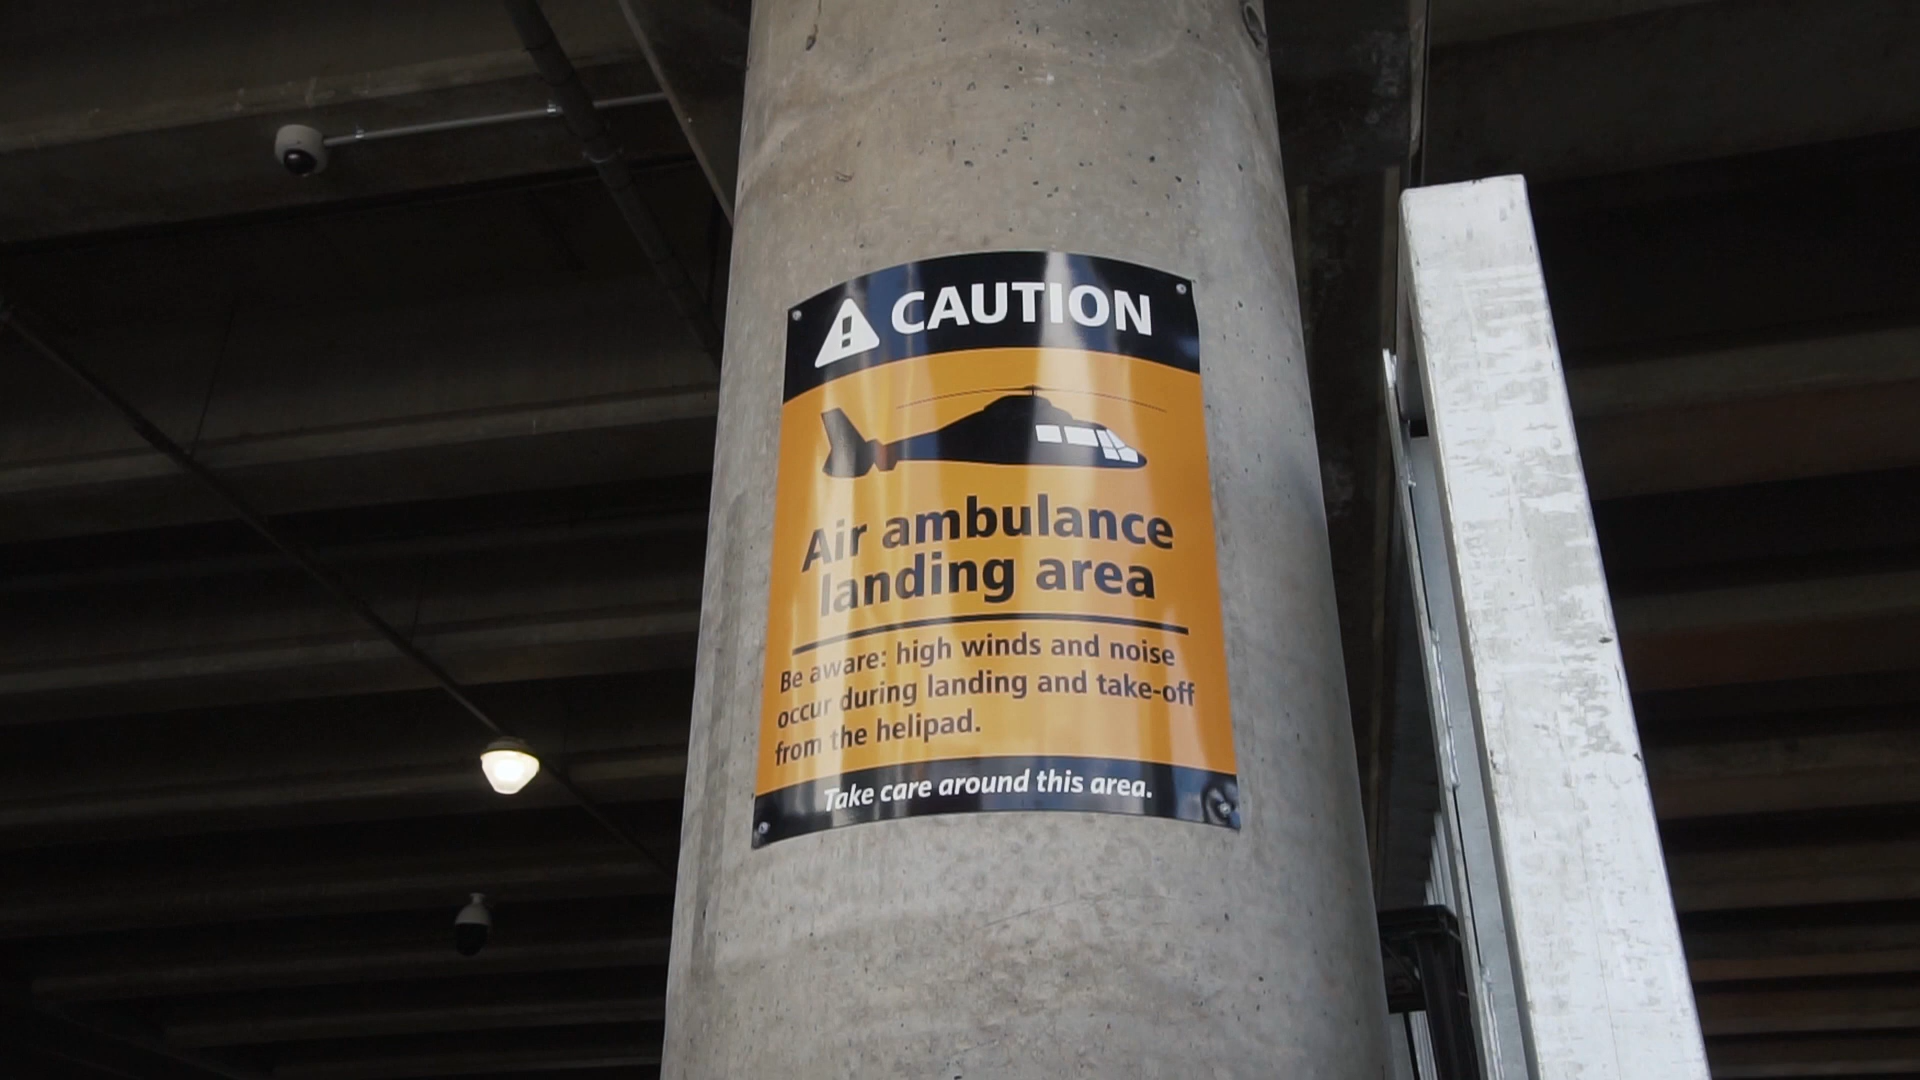 CAUTION
Air ambulance
landing area
Be aware: high winds and noise
occur during landing and take-off
from the helipad.
Take care around this area.